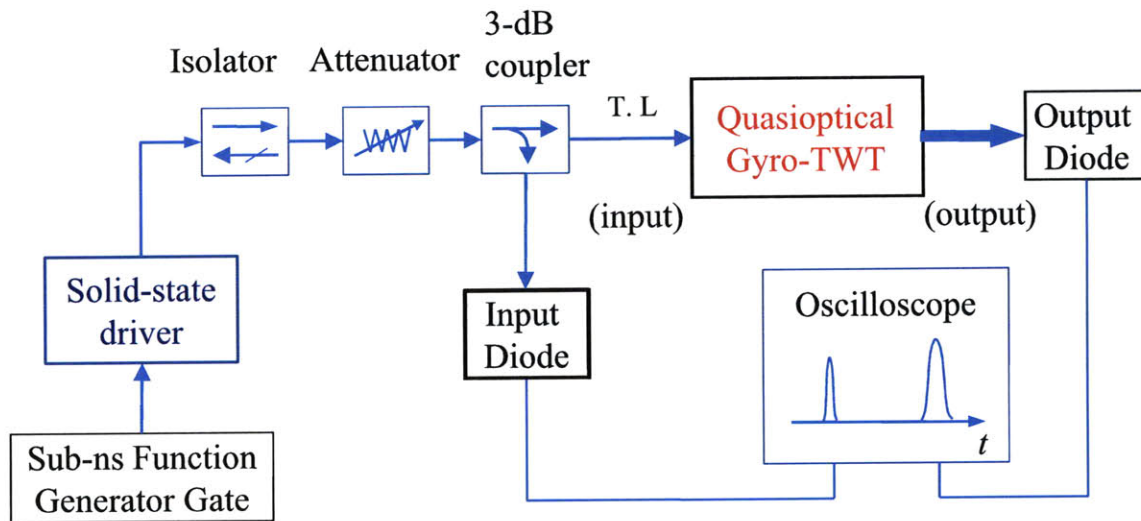 3-dB
coupler
Isolator
Attenuator
T. L
Quasioptical
Gyro-TWT
Output
Diode
(input)
(output)
Solid-state
driver
Input
Diode
Oscilloscope
t
Sub-ns Function
Generator Gate